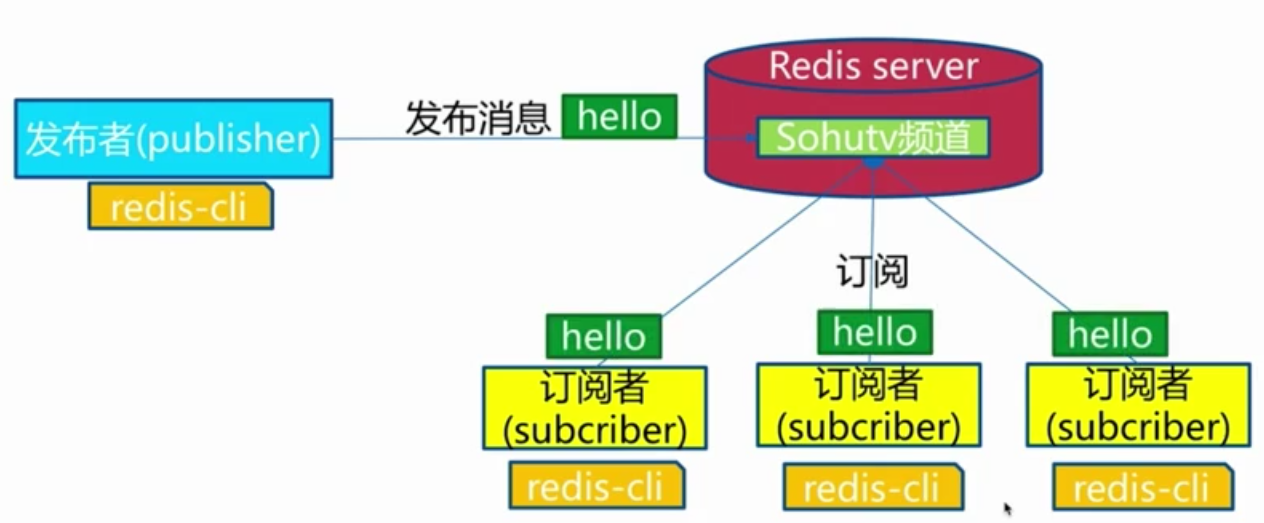 Redis server
发布者(publisher)
发布消息
hello
Sohutv频道
redis-cli
订阅
hello
hello
hello
订阅者
(subcriber)
订阅者
(subcriber)
订阅者
(subcriber)
redis-cli
redis-cli
redis-cli